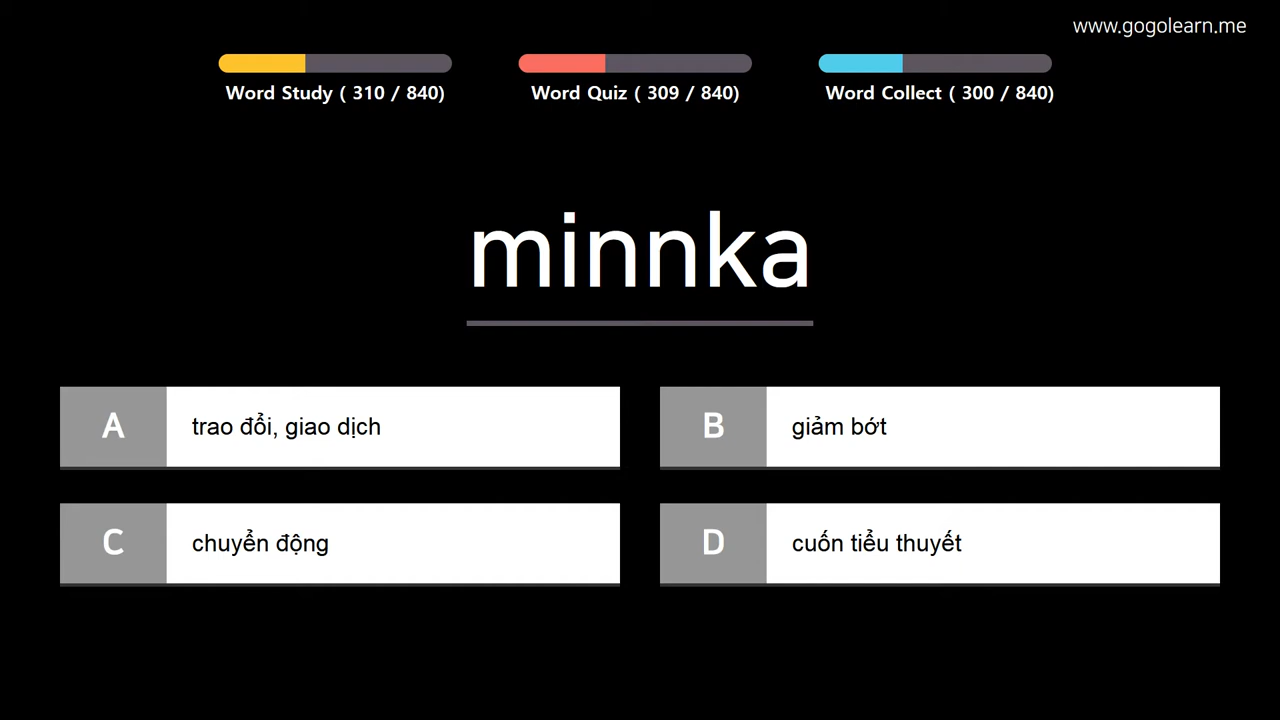 www.gogolearn.me
Word Study ( 310 / 840)
Word Quiz ( 309 / 840)
Word Collect ( 300 / 840)
minnka
A trao đổi, giao dịch
B giảm bớt
C chuyển động
D cuốn tiểu thuyết